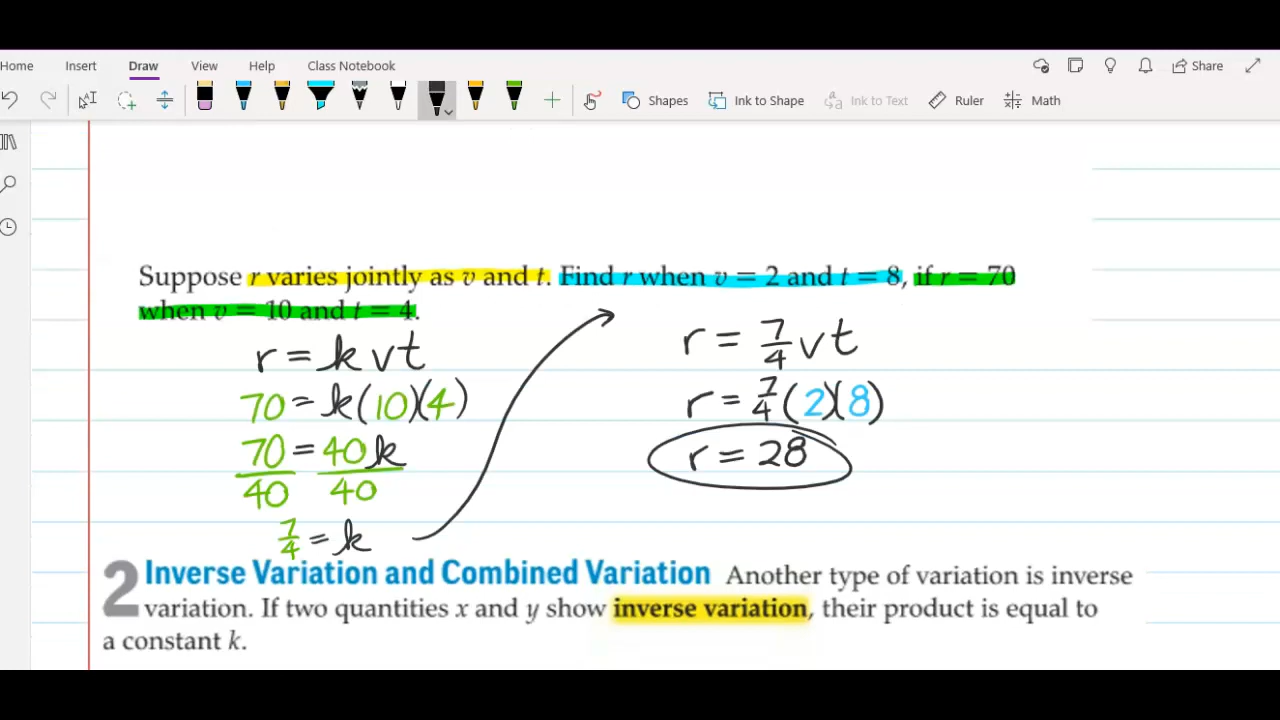 Home Insert Draw View Help Class Notebook Share
Shapes Ink to Shape Ink to Text Ruler Math
Suppose r varies jointly as v and t. Find r when v = 2 and t = 8, if r = 70
when v = 10 and t = 4.
r = kvt
70 = k(10)(4)
70/40 = 40k/40
7/4 = k
r = 7/4 vt
r = 7/4 (2)(8)
r = 28
2 Inverse Variation and Combined Variation Another type of variation is inverse
variation. If two quantities x and y show inverse variation, their product is equal to
a constant k.